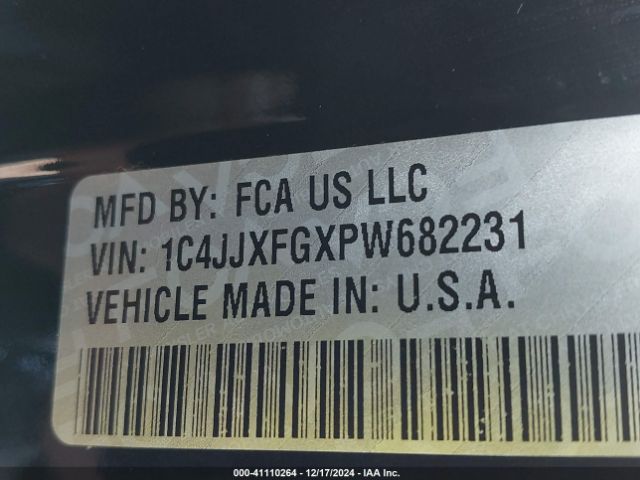 MFD BY: FCA US LLC
VIN: 1C4JJXFGXPW682231
VEHICLE MADE IN: U.S.A.
000-41110264 - 12/17/2024 - IAA Inc.